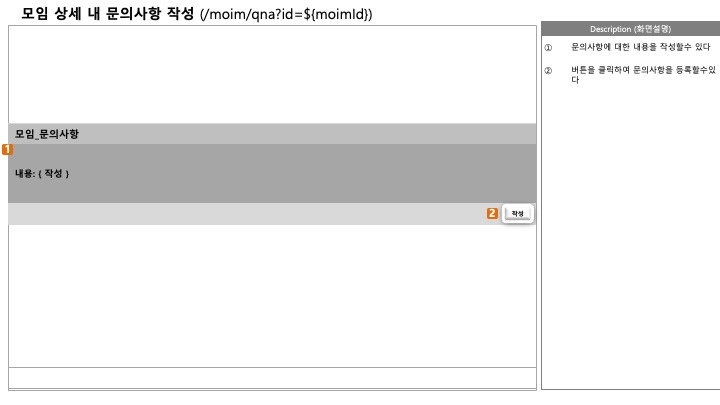 모임 상세 내 문의사항 작성 (/moim/qna?id=${moimId})
모임_문의사항
1
내용: { 작성 }
2 작성
Description (화면설명)
① 문의사항에 대한 내용을 작성할수 있다
② 버튼을 클릭하여 문의사항을 등록할수있
다